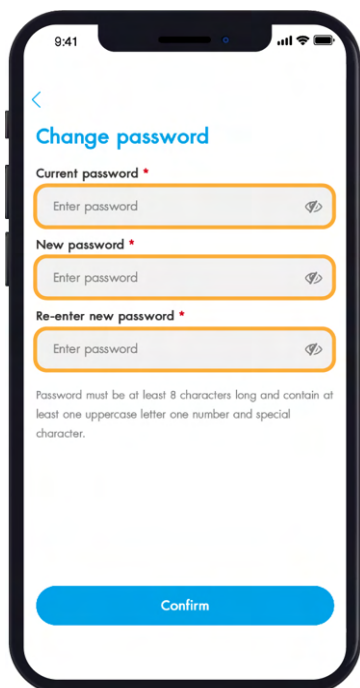 9:41
Change password
Current password *
Enter password
New password *
Enter password
Re-enter new password *
Enter password
Password must be at least 8 characters long and contain at
least one uppercase letter one number and special
character.
Confirm